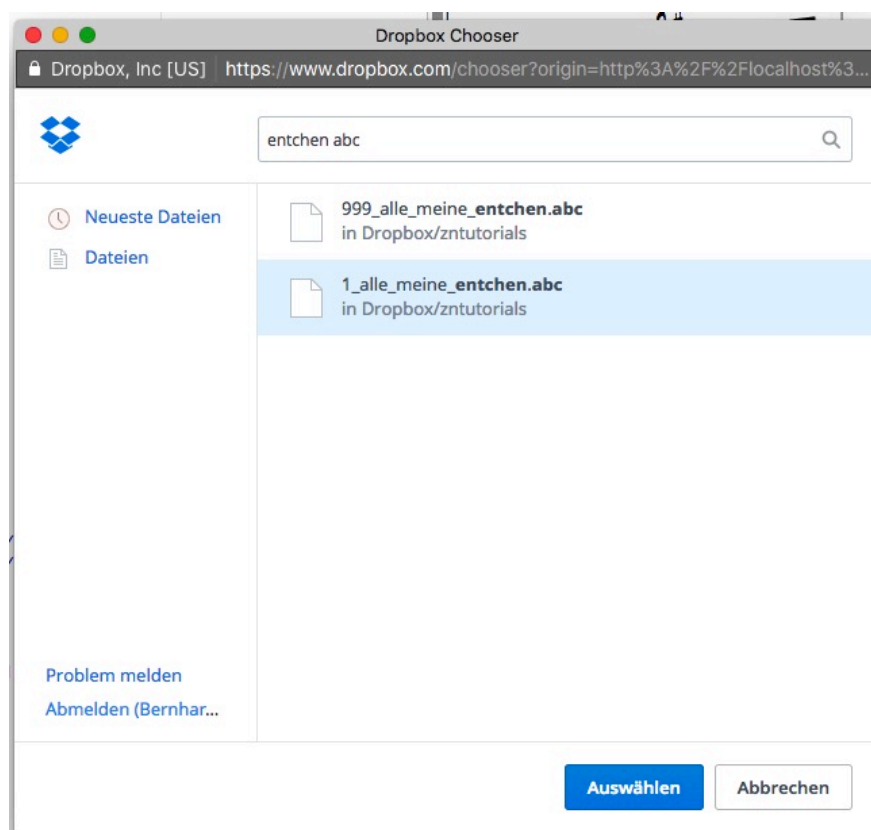 Dropbox Chooser
Dropbox, Inc [US] https://www.dropbox.com/chooser?origin=http%3A%2F%2Flocalhost%3...
entchen abc
Neueste Dateien
Dateien
999_alle_meine_entchen.abc
in Dropbox/zntutorials
1_alle_meine_entchen.abc
in Dropbox/zntutorials
Problem melden
Abmelden (Bernhar...
Auswählen
Abbrechen